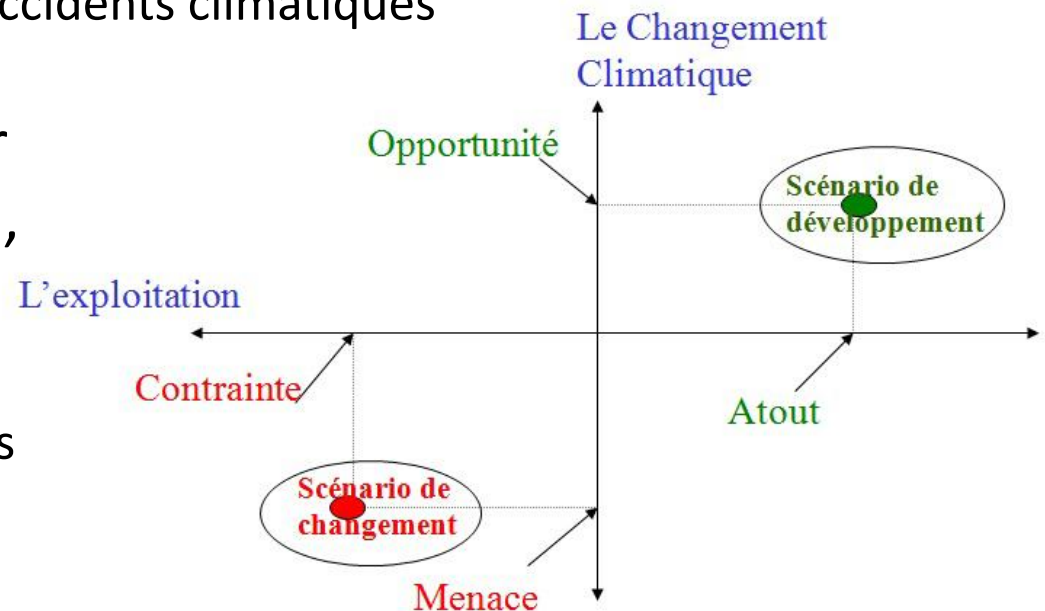 ccidents climatiques
Le Changement
Climatique
r
Opportunité
Scénario de
développement
,
L'exploitation
Contrainte
Atout
s
Scénario de
changement
Menace